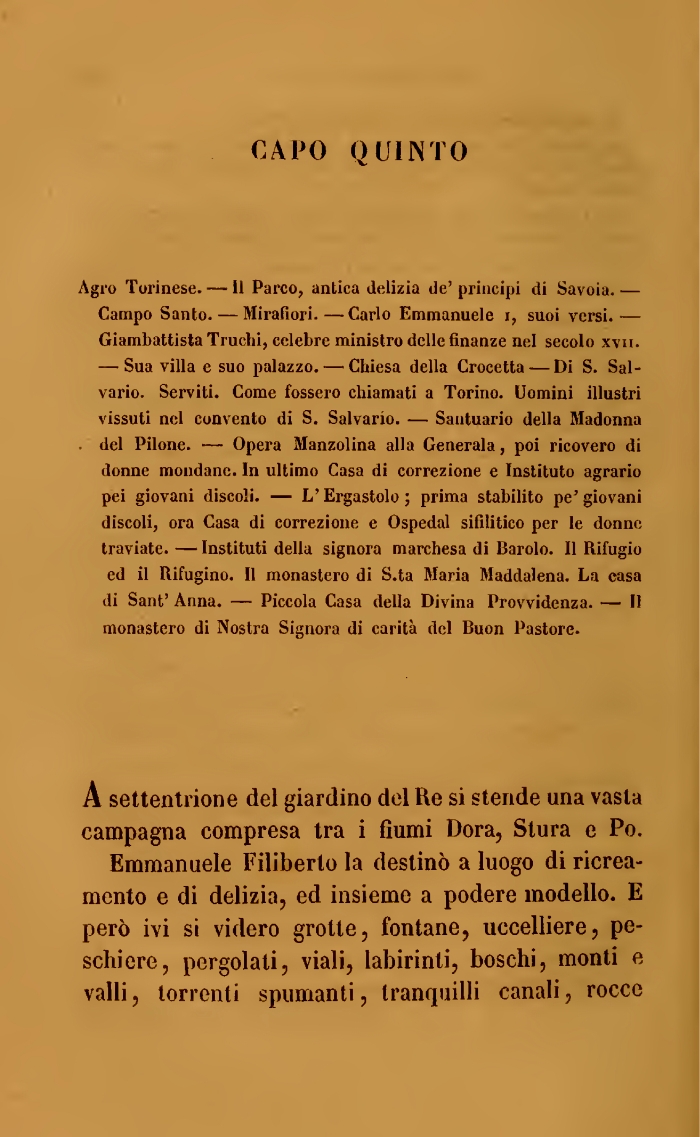 CAPO QUINTO
Agro Torinese. — Il Parco, antica delizia de' principi di Savoia. —
Campo Santo. — Mirafiori. — Carlo Emmanuele I, suoi versi. —
Giambattista Truchi, celebre ministro delle finanze nel secolo XVII.
— Sua villa e suo palazzo. — Chiesa della Crocetta — Di S. Sal-
vario. Serviti. Come fossero chiamati a Torino. Uomini illustri
vissuti nel convento di S. Salvario. — Santuario della Madonna
del Pilone. — Opera Manzolina alla Generala, poi ricovero di
donne mondane. In ultimo Casa di correzione e Instituto agrario
pei giovani discoli. — L'Ergastolo; prima stabilito pe' giovani
discoli, ora Casa di correzione e Ospedal sifilitico per le donne
traviate. — Instituti della signora marchesa di Barolo. Il Rifugio
ed il Rifugino. Il monastero di S.ta Maria Maddalena. La casa
di Sant' Anna. — Piccola Casa della Divina Provvidenza. — Il
monastero di Nostra Signora di carità del Buon Pastore.
A settentrione del giardino del Re si stende una vasta
campagna compresa tra i fiumi Dora, Stura e Po.
Emmanuele Filiberto la destinò a luogo di ricrea-
mento e di delizia, ed insieme a podere modello. E
però ivi si videro grotte, fontane, uccelliere, pe-
schiere, pergolati, viali, labirinti, boschi, monti e
valli, torrenti spumanti, tranquilli canali, rocce